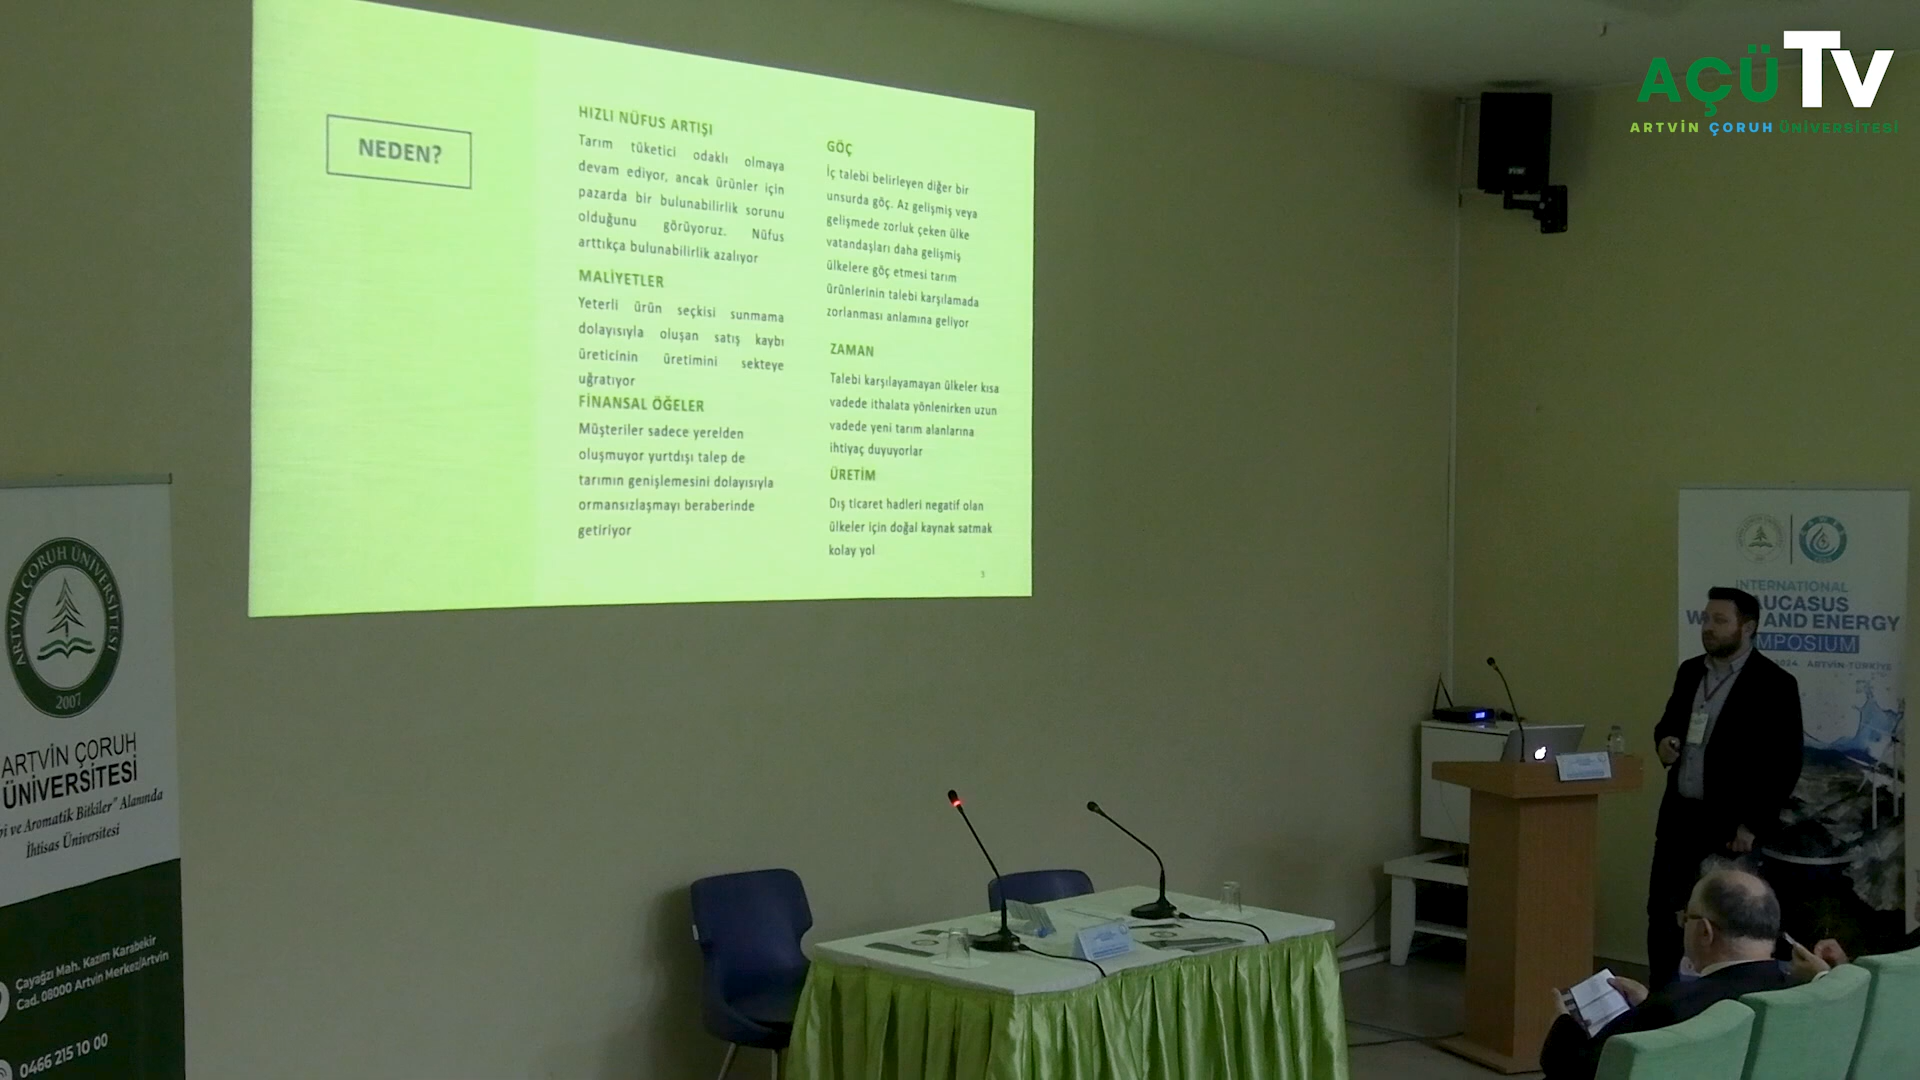 AÇÜ TV
ARTVİN ÇORUH ÜNİVERSİTESİ
NEDEN?
HIZLI NÜFUS ARTIŞI
Tarım tüketici odaklı olmaya
devam ediyor, ancak ürünler için
pazarda bir bulunabilirlik sorunu
olduğunu görüyoruz. Nüfus
arttıkça bulunabilirlik azalıyor
MALİYETLER
Yeterli ürün seçkisi sunmama
dolayısıyla oluşan satış kaybı
üreticinin üretimini sekteye
uğratıyor
FİNANSAL ÖĞELER
Müşteriler sadece yerelden
oluşmuyor yurtdışı talep de
tarımın genişlemesini dolayısıyla
ormansızlaşmayı beraberinde
getiriyor
GÖÇ
İç talebi belirleyen diğer bir
unsurda göç. Az gelişmiş veya
gelişmede zorluk çeken ülke
vatandaşları daha gelişmiş
ülkelere göç etmesi tarım
ürünlerinin talebi karşılamada
zorlanması anlamına geliyor
ZAMAN
Talebi karşılayamayan ülkeler kısa
vadede ithalata yönlenirken uzun
vadede yeni tarım alanlarına
ihtiyaç duyuyorlar
ÜRETİM
Dış ticaret hadleri negatif olan
ülkeler için doğal kaynak satmak
kolay yol
3
ARTVİN ÇORUH ÜNİVERSİTESİ
2007
ARTVİN ÇORUH
ÜNİVERSİTESİ
ve Aromatik Bitkiler" Alanında
İhtisas Üniversitesi
Çayağzı Mah. Kazım Karabekir
Cad. 08000 Artvin Merkez/Artvin
0466 215 10 00
INTERNATIONAL
AUCASUS
W AND ENERGY
MPOSIUM
2024 ARTVİN-TÜRKİYE